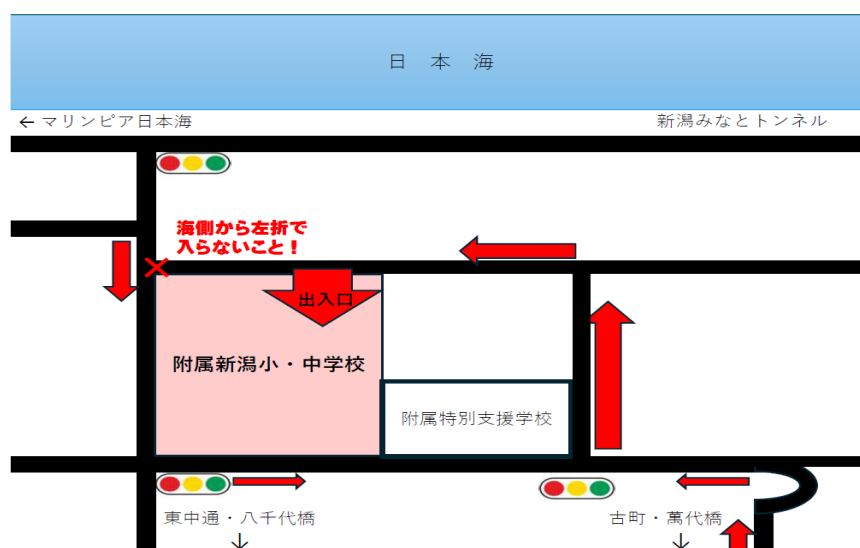 日 本 海
← マリンピア日本海
新潟みなとトンネル
海側から左折で
入らないこと！
出入口
附属新潟小・中学校
附属特別支援学校
東中通・八千代橋
↓
古町・萬代橋
↓